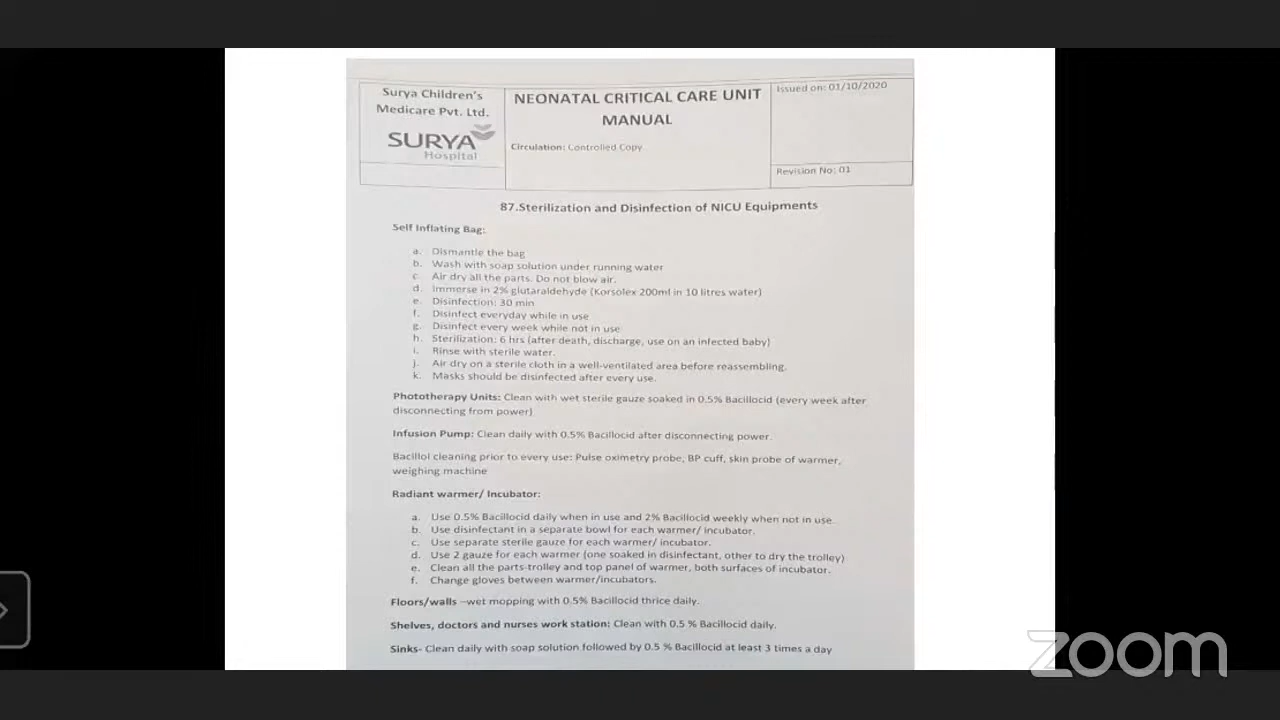 Surya Children's
Medicare Pvt. Ltd.
SURYA
Hospital
NEONATAL CRITICAL CARE UNIT
MANUAL
Circulation: Controlled Copy
Issued on: 01/10/2020
Revision No: 01
87.Sterilization and Disinfection of NICU Equipments
Self Inflating Bag:
a. Dismantle the bag
b. Wash with soap solution under running water
c. Air dry all the parts. Do not blow air.
d. Immerse in 2% glutaraldehyde (Korsolex 200ml in 10 litres water)
e. Disinfection: 30 min
f. Disinfect everyday while in use
g. Disinfect every week while not in use
h. Sterilization: 6 hrs (after death, discharge, use on an infected baby)
i. Rinse with sterile water.
j. Air dry on a sterile cloth in a well-ventilated area before reassembling.
k. Masks should be disinfected after every use.
Phototherapy Units: Clean with wet sterile gauze soaked in 0.5% Bacillocid (every week after
disconnecting from power)
Infusion Pump: Clean daily with 0.5% Bacillocid after disconnecting power.
Bacillol cleaning prior to every use: Pulse oximetry probe, BP cuff, skin probe of warmer,
weighing machine
Radiant warmer/ Incubator:
a. Use 0.5% Bacillocid daily when in use and 2% Bacillocid weekly when not in use.
b. Use disinfectant in a separate bowl for each warmer/ incubator.
c. Use separate sterile gauze for each warmer/ incubator.
d. Use 2 gauze for each warmer (one soaked in disinfectant, other to dry the trolley)
e. Clean all the parts-trolley and top panel of warmer, both surfaces of incubator.
f. Change gloves between warmer/incubators.
Floors/walls –wet mopping with 0.5% Bacillocid thrice daily.
Shelves, doctors and nurses work station: Clean with 0.5 % Bacillocid daily.
Sinks- Clean daily with soap solution followed by 0.5 % Bacillocid at least 3 times a day
zoom